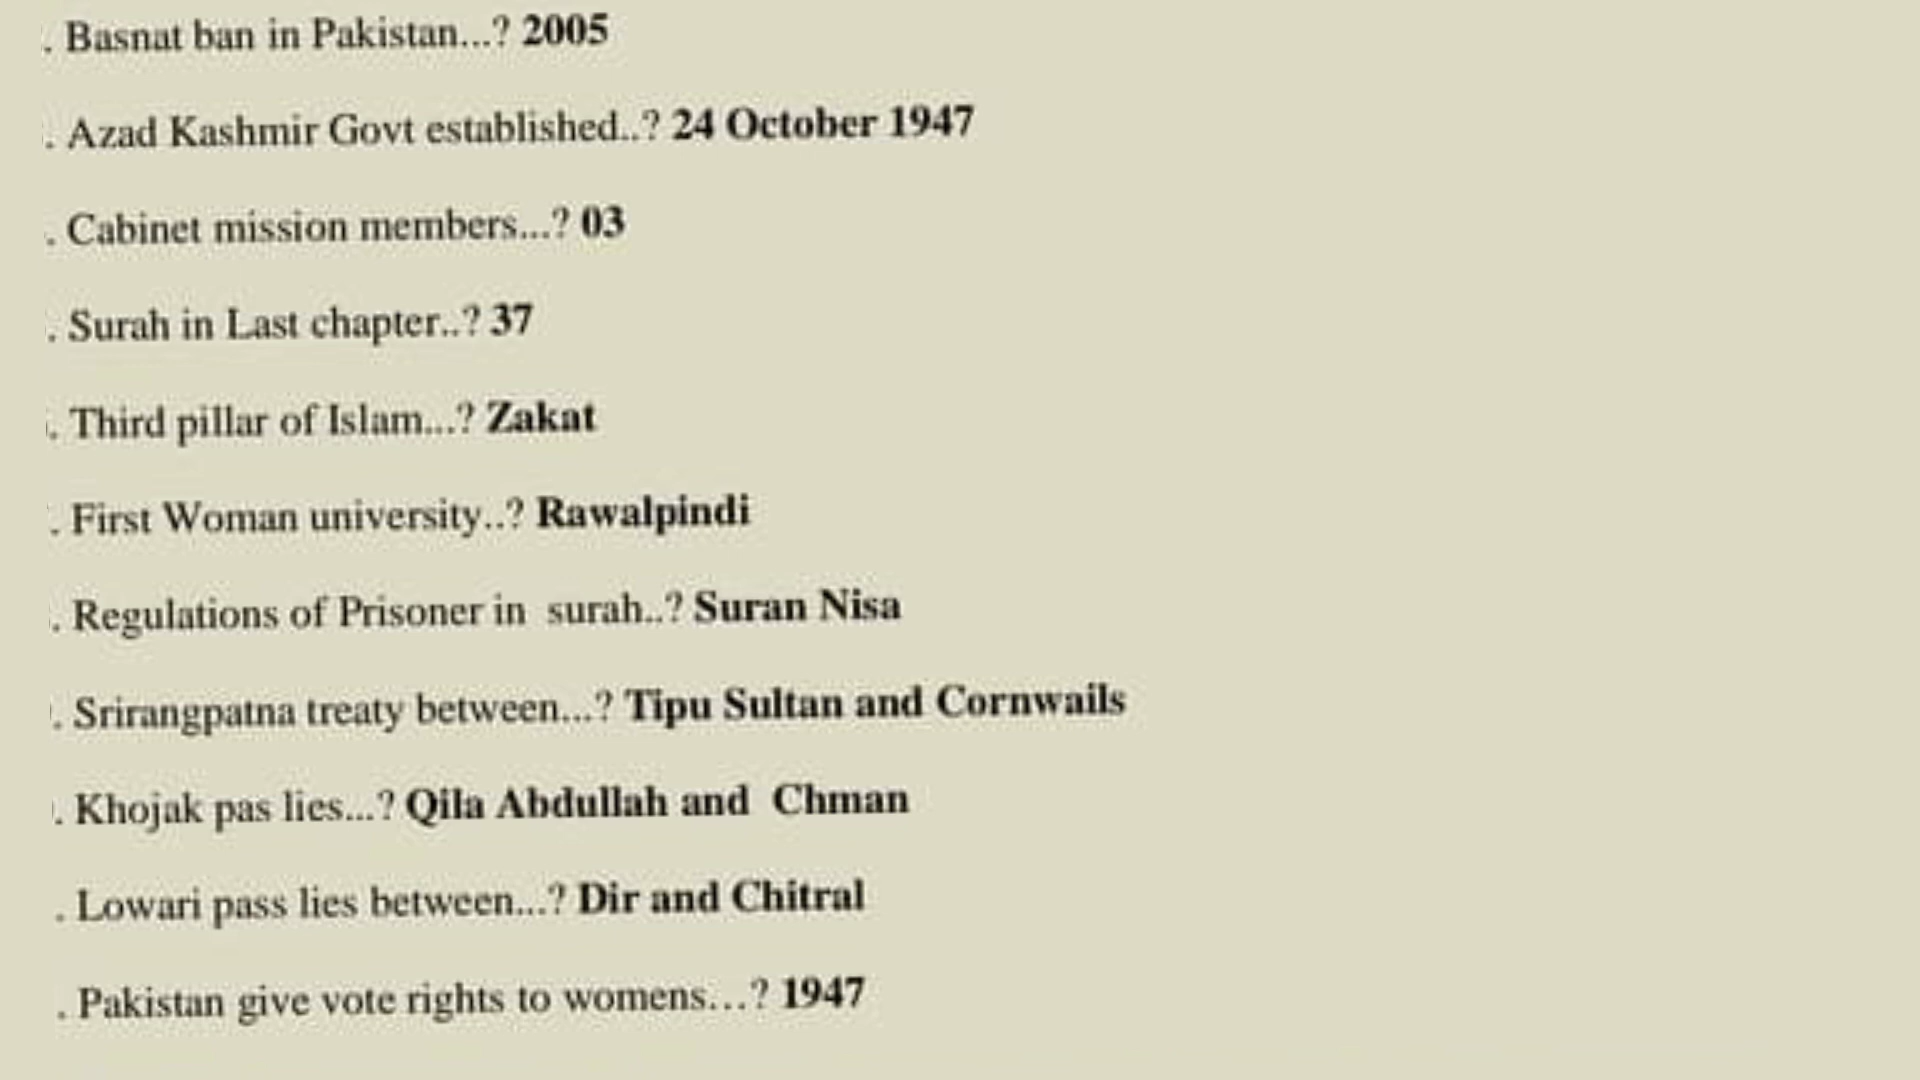 . Basnat ban in Pakistan...? 2005
. Azad Kashmir Govt established..? 24 October 1947
. Cabinet mission members...? 03
. Surah in Last chapter..? 37
. Third pillar of Islam...? Zakat
. First Woman university..? Rawalpindi
. Regulations of Prisoner in surah..? Suran Nisa
. Srirangpatna treaty between...? Tipu Sultan and Cornwails
. Khojak pas lies...? Qila Abdullah and Chman
. Lowari pass lies between...? Dir and Chitral
. Pakistan give vote rights to womens...? 1947